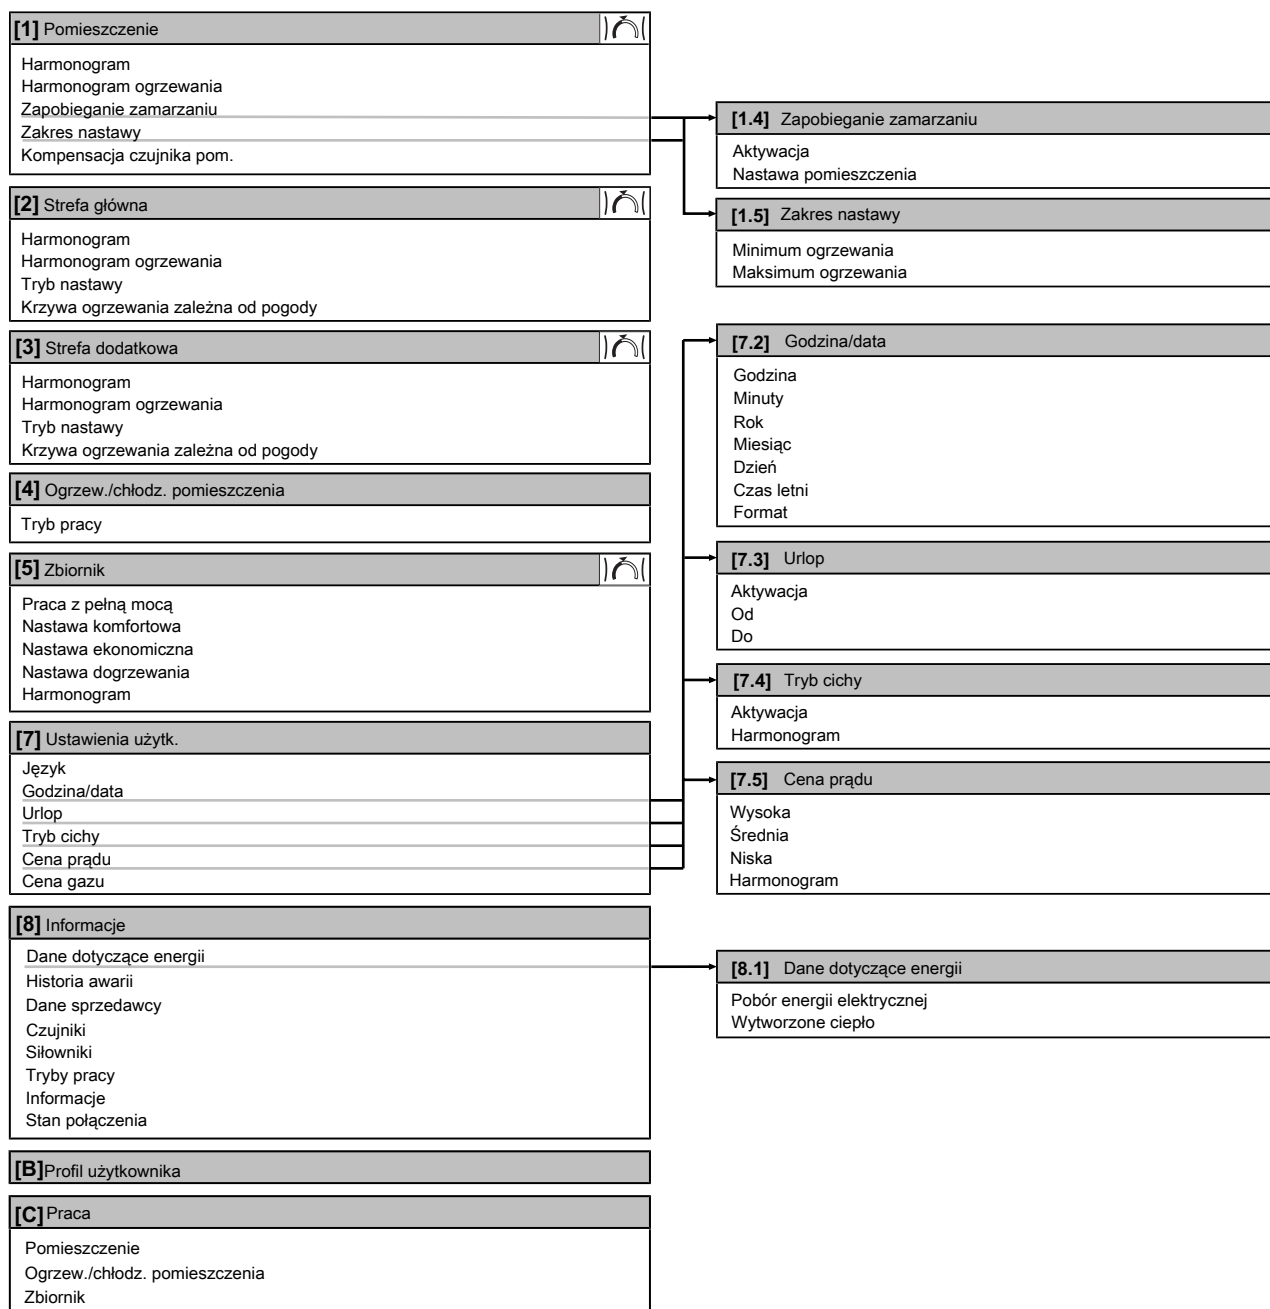 [1] Pomieszczenie
Harmonogram
Harmonogram ogrzewania
Zapobieganie zamarzaniu
Zakres nastawy
Kompensacja czujnika pom.
[2] Strefa główna
Harmonogram
Harmonogram ogrzewania
Tryb nastawy
Krzywa ogrzewania zależna od pogody
[3] Strefa dodatkowa
Harmonogram
Harmonogram ogrzewania
Tryb nastawy
Krzywa ogrzewania zależna od pogody
[4] Ogrzew./chłodz. pomieszczenia
Tryb pracy
[5] Zbiornik
Praca z pełną mocą
Nastawa komfortowa
Nastawa ekonomiczna
Nastawa dogrzewania
Harmonogram
[7] Ustawienia użytk.
Język
Godzina/data
Urlop
Tryb cichy
Cena prądu
Cena gazu
[8] Informacje
Dane dotyczące energii
Historia awarii
Dane sprzedawcy
Czujniki
Siłowniki
Tryby pracy
Informacje
Stan połączenia
[B]Profil użytkownika
[C] Praca
Pomieszczenie
Ogrzew./chłodz. pomieszczenia
Zbiornik
[1.4] Zapobieganie zamarzaniu
Aktywacja
Nastawa pomieszczenia
[1.5] Zakres nastawy
Minimum ogrzewania
Maksimum ogrzewania
[7.2] Godzina/data
Godzina
Minuty
Rok
Miesiąc
Dzień
Czas letni
Format
[7.3] Urlop
Aktywacja
Od
Do
[7.4] Tryb cichy
Aktywacja
Harmonogram
[7.5] Cena prądu
Wysoka
Średnia
Niska
Harmonogram
[8.1] Dane dotyczące energii
Pobór energii elektrycznej
Wytworzone ciepło